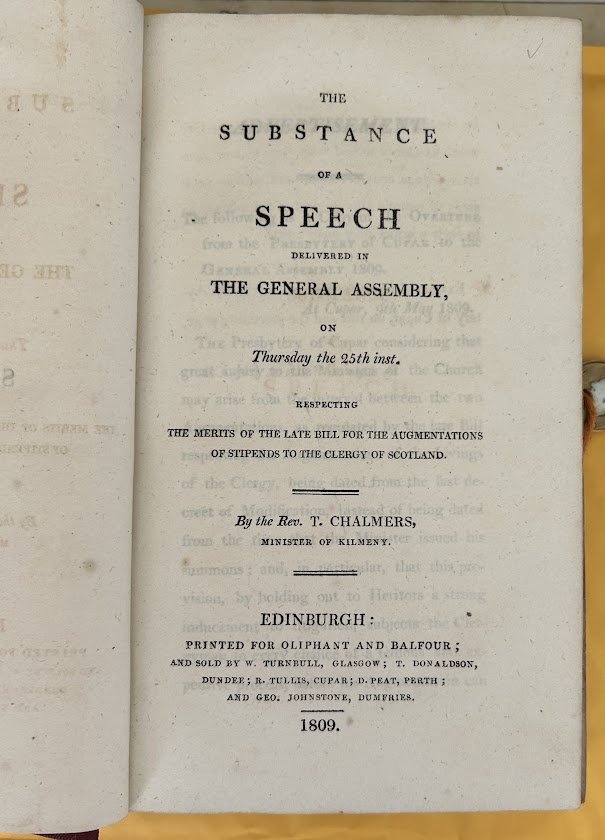 THE
SUBSTANCE
OF A
SPEECH
DELIVERED IN
THE GENERAL ASSEMBLY,
ON
Thursday the 25th inst.
RESPECTING
THE MERITS OF THE LATE BILL FOR THE AUGMENTATIONS
OF STIPENDS TO THE CLERGY OF SCOTLAND.
By the Rev. T. CHALMERS,
MINISTER OF KILMENY.
EDINBURGH:
PRINTED FOR OLIPHANT AND BALFOUR;
AND SOLD BY W. TURNBULL, GLASGOW; T. DONALDSON,
DUNDEE; R. TULLIS, CUPAR; D. PEAT, PERTH;
AND GEO. JOHNSTONE, DUMFRIES.
1809.